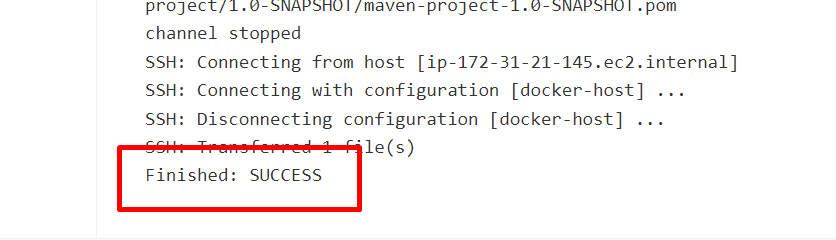 project/1.0-SNAPSHOT/maven-project-1.0-SNAPSHOT.pom
channel stopped
SSH: Connecting from host [ip-172-31-21-145.ec2.internal]
SSH: Connecting with configuration [docker-host] ...
SSH: Disconnecting configuration [docker-host] ...
SSH: Transferred 1 file(s)
Finished: SUCCESS